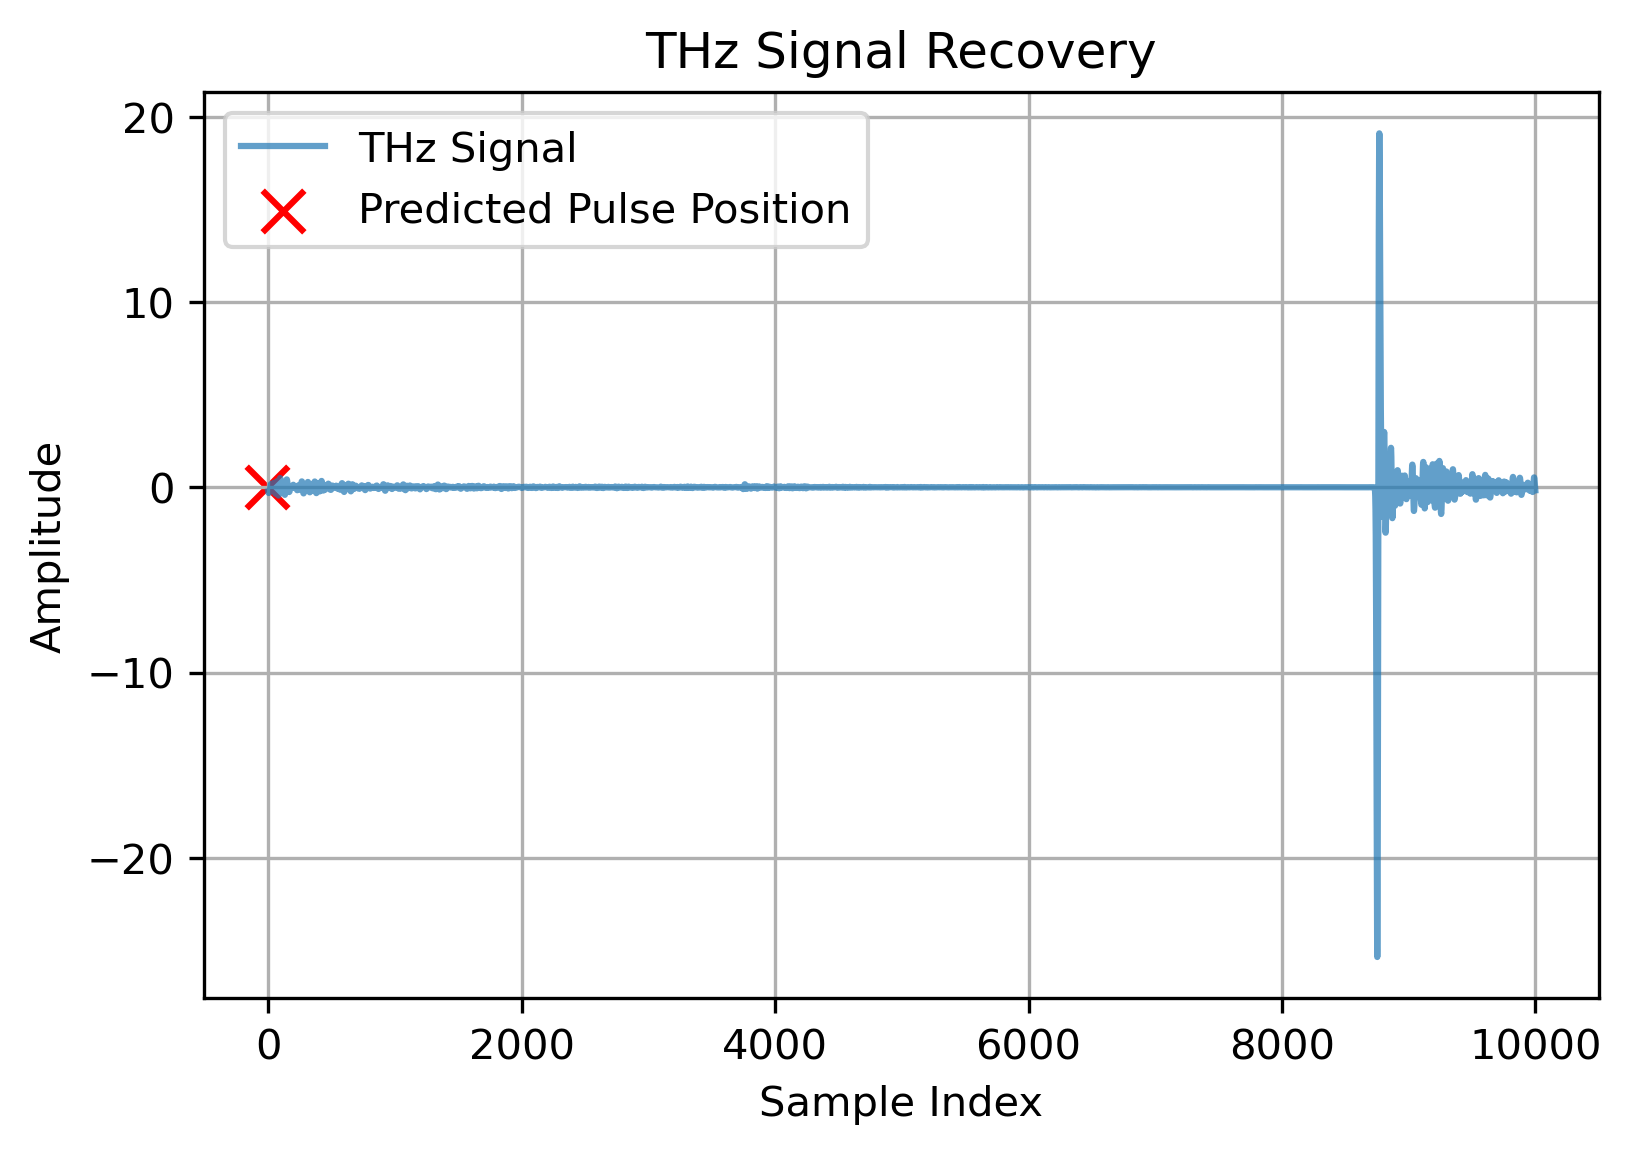 THz Signal Recovery
THz Signal
Predicted Pulse Position
20
10
0
−10
−20
Amplitude
0
2000
4000
6000
8000
10000
Sample Index